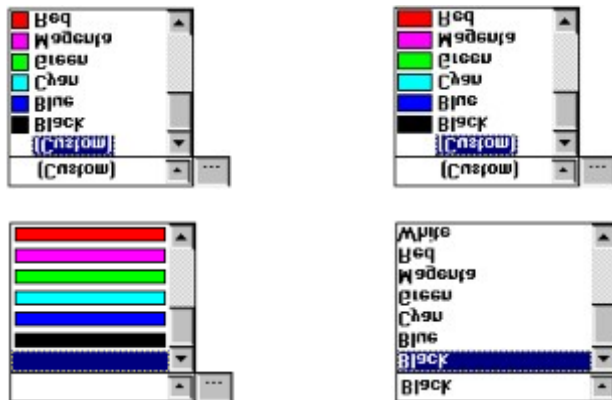 Red
Magenta
Green
Cyan
Blue
Black
(Custom)
(Custom)
...
Red
Magenta
Green
Cyan
Blue
Black
(Custom)
(Custom)
...
...
White
Red
Magenta
Green
Cyan
Blue
Black
Black